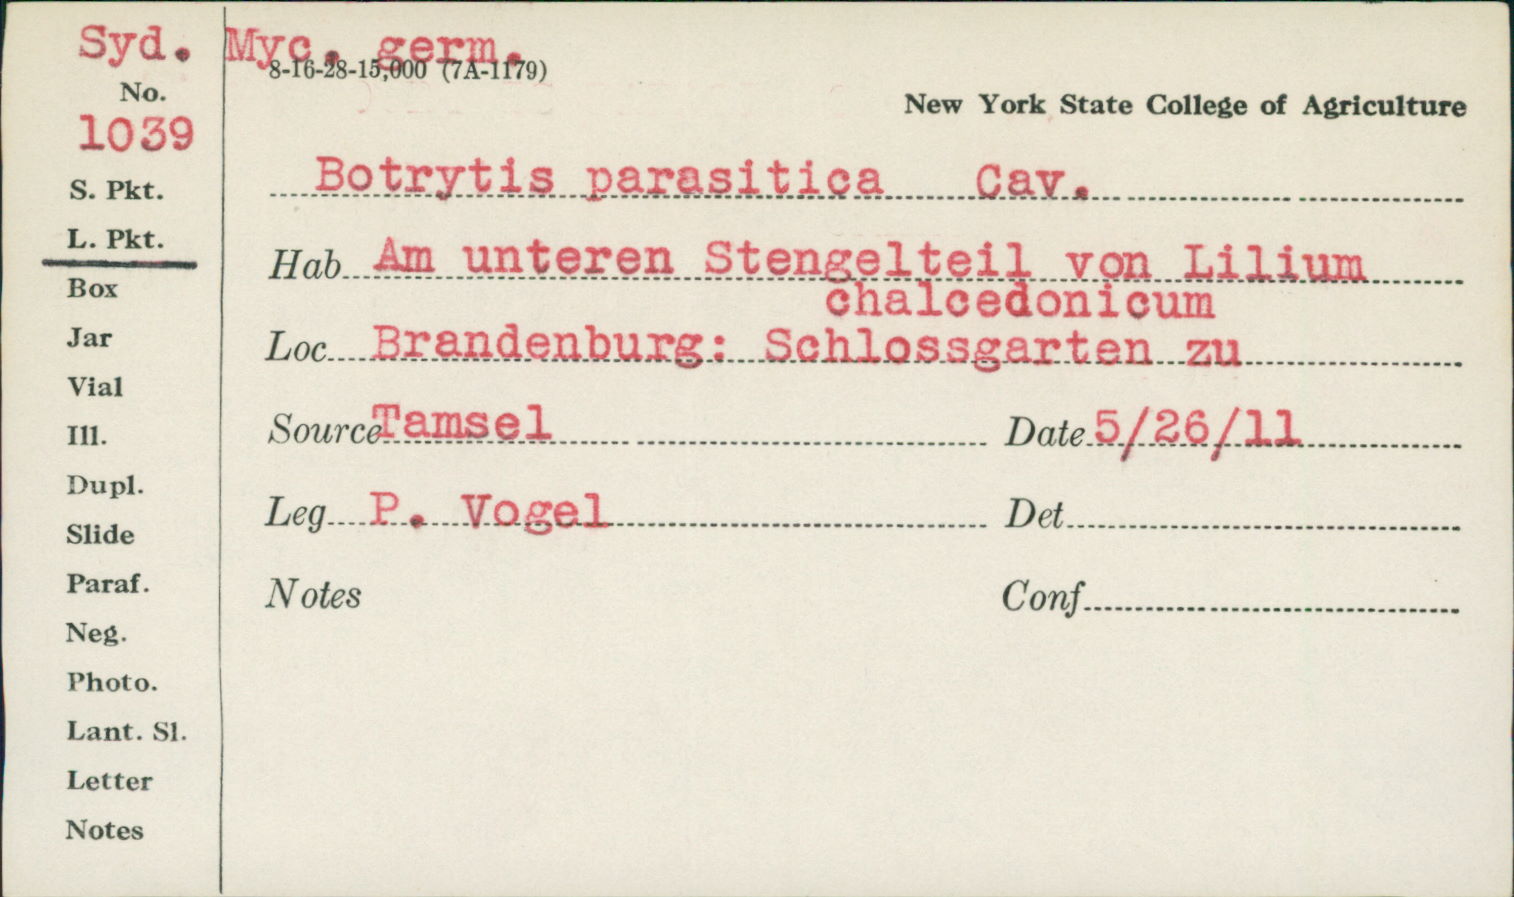 Syd. Myc. germ.
8-16-28-15,000 (7A-1179)
No.
New York State College of Agriculture
1039
Botrytis parasitica Cav.
S. Pkt.
L. Pkt.
Hab Am unteren Stengelteil von Lilium
chalcedonicum
Box
Jar
Loc Brandenburg: Schlossgarten zu
Vial
Ill.
Source Tamsel Date 5/26/11
Dupl.
Leg P. Vogel Det
Slide
Paraf.
Notes Conf
Neg.
Photo.
Lant. Sl.
Letter
Notes